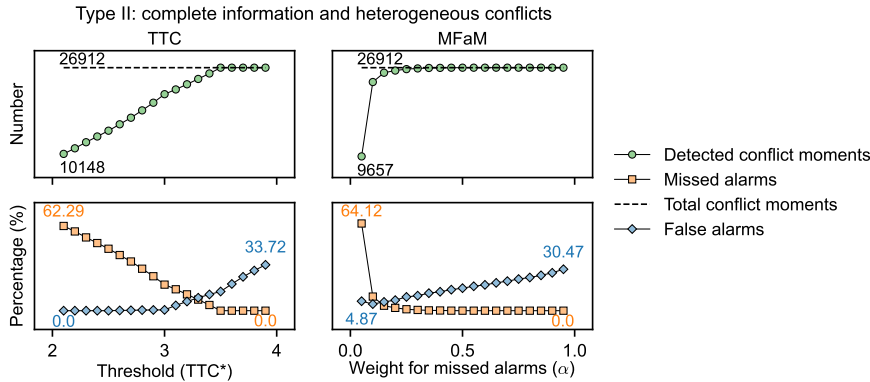 Type II: complete information and heterogeneous conflicts
TTC
MFaM
Number
26912
10148
26912
9657
Detected conflict moments
Missed alarms
Total conflict moments
False alarms
Percentage (%)
62.29
33.72
0.0
0.0
64.12
30.47
4.87
0.0
2
3
4
0.0
0.5
1.0
Threshold (TTC*)
Weight for missed alarms (α)